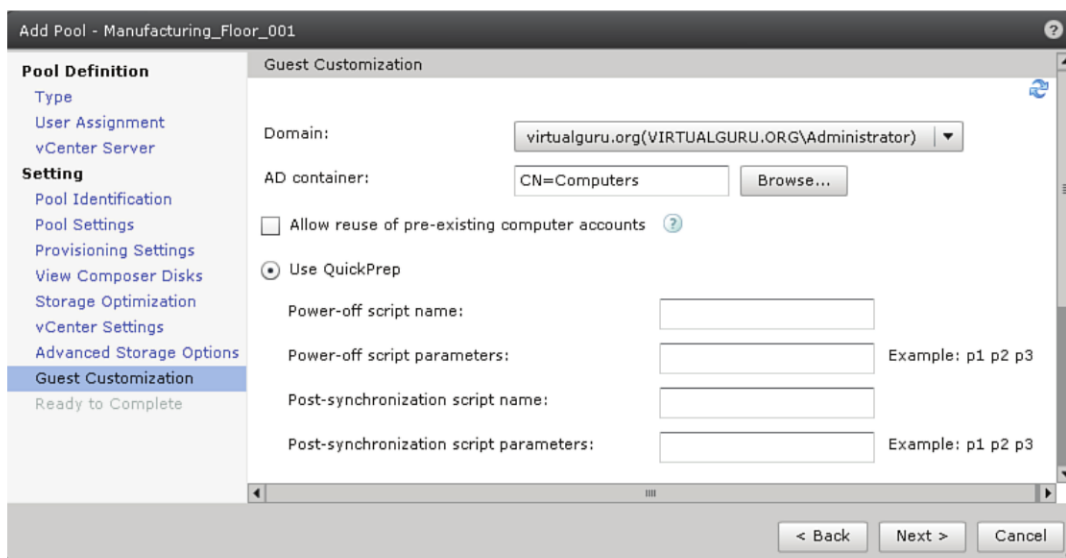 Add Pool - Manufacturing_Floor_001
?
Pool Definition
Type
User Assignment
vCenter Server
Setting
Pool Identification
Pool Settings
Provisioning Settings
View Composer Disks
Storage Optimization
vCenter Settings
Advanced Storage Options
Guest Customization
Ready to Complete
Guest Customization
Domain: virtualguru.org(VIRTUALGURU.ORG\Administrator)
AD container: CN=Computers Browse...
Allow reuse of pre-existing computer accounts ?
Use QuickPrep
Power-off script name:
Power-off script parameters: Example: p1 p2 p3
Post-synchronization script name:
Post-synchronization script parameters: Example: p1 p2 p3
< Back Next > Cancel